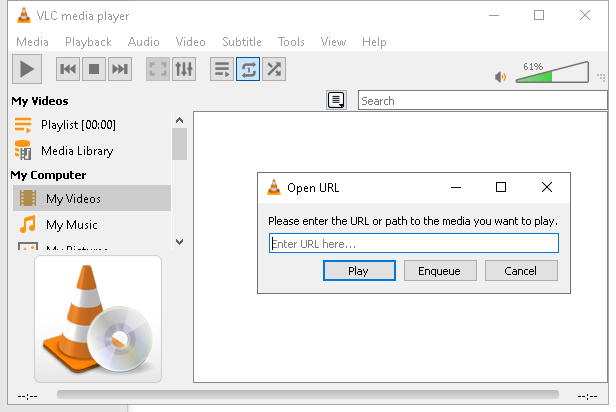 VLC media player
Media Playback Audio Video Subtitle Tools View Help
61%
My Videos
Search
Playlist [00:00]
Media Library
My Computer
My Videos
My Music
My Pictures
Open URL
Please enter the URL or path to the media you want to play.
Enter URL here...
Play Enqueue Cancel
--:-- --:--